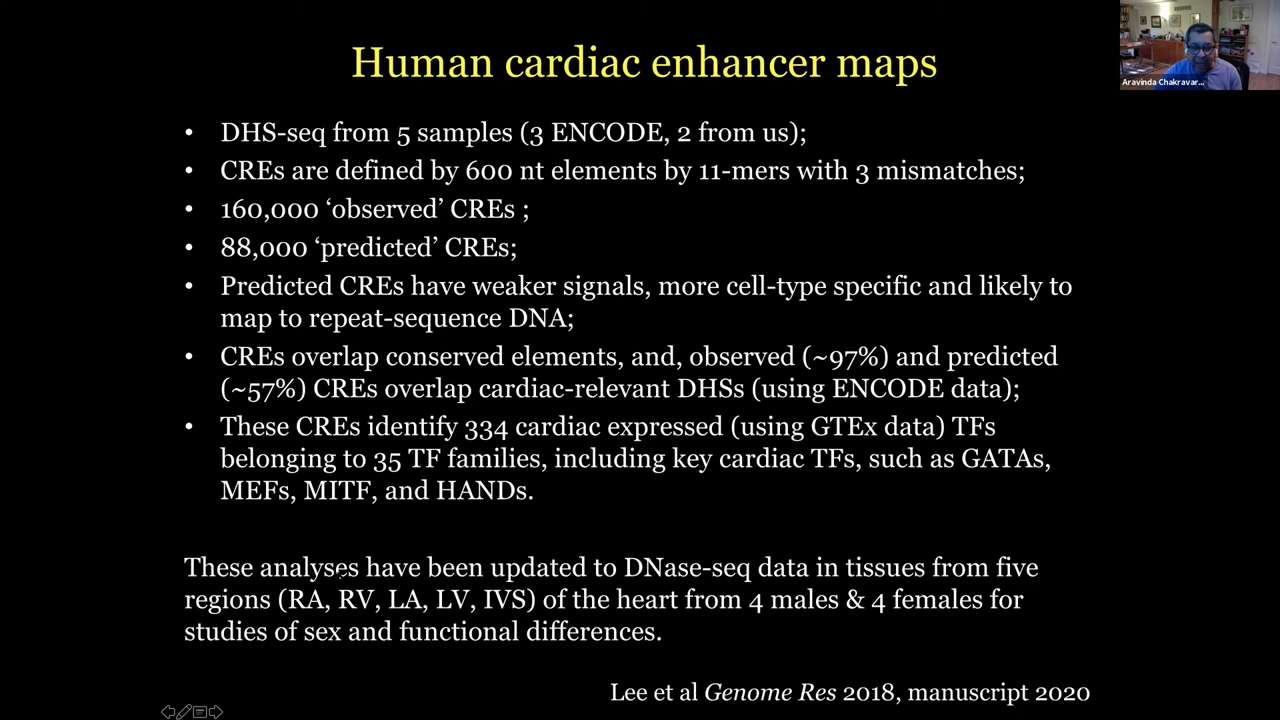 Human cardiac enhancer maps
Aravinda Chakravar...
• DHS-seq from 5 samples (3 ENCODE, 2 from us);
• CREs are defined by 600 nt elements by 11-mers with 3 mismatches;
• 160,000 ‘observed’ CREs ;
• 88,000 ‘predicted’ CREs;
• Predicted CREs have weaker signals, more cell-type specific and likely to
map to repeat-sequence DNA;
• CREs overlap conserved elements, and, observed (~97%) and predicted
(~57%) CREs overlap cardiac-relevant DHSs (using ENCODE data);
• These CREs identify 334 cardiac expressed (using GTEx data) TFs
belonging to 35 TF families, including key cardiac TFs, such as GATAs,
MEFs, MITF, and HANDs.
These analyses have been updated to DNase-seq data in tissues from five
regions (RA, RV, LA, LV, IVS) of the heart from 4 males & 4 females for
studies of sex and functional differences.
Lee et al Genome Res 2018, manuscript 2020